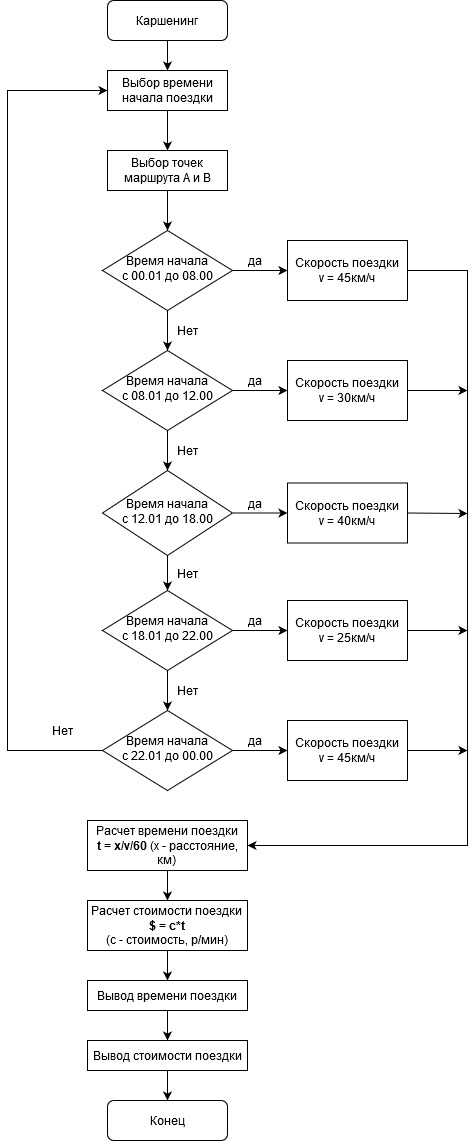 Каршенинг
Выбор времени
начала поездки
Выбор точек
маршрута А и В
Время начала
с 00.01 до 08.00
да
Скорость поездки
v = 45км/ч
Нет
Время начала
с 08.01 до 12.00
да
Скорость поездки
v = 30км/ч
Нет
Время начала
с 12.01 до 18.00
да
Скорость поездки
v = 40км/ч
Нет
Время начала
с 18.01 до 22.00
да
Скорость поездки
v = 25км/ч
Нет
Нет
Время начала
с 22.01 до 00.00
да
Скорость поездки
v = 45км/ч
Расчет времени поездки
t = x/v/60 (x - расстояние,
км)
Расчет стоимости поездки
$ = c*t
(с - стоимость, р/мин)
Вывод времени поездки
Вывод стоимости поездки
Конец